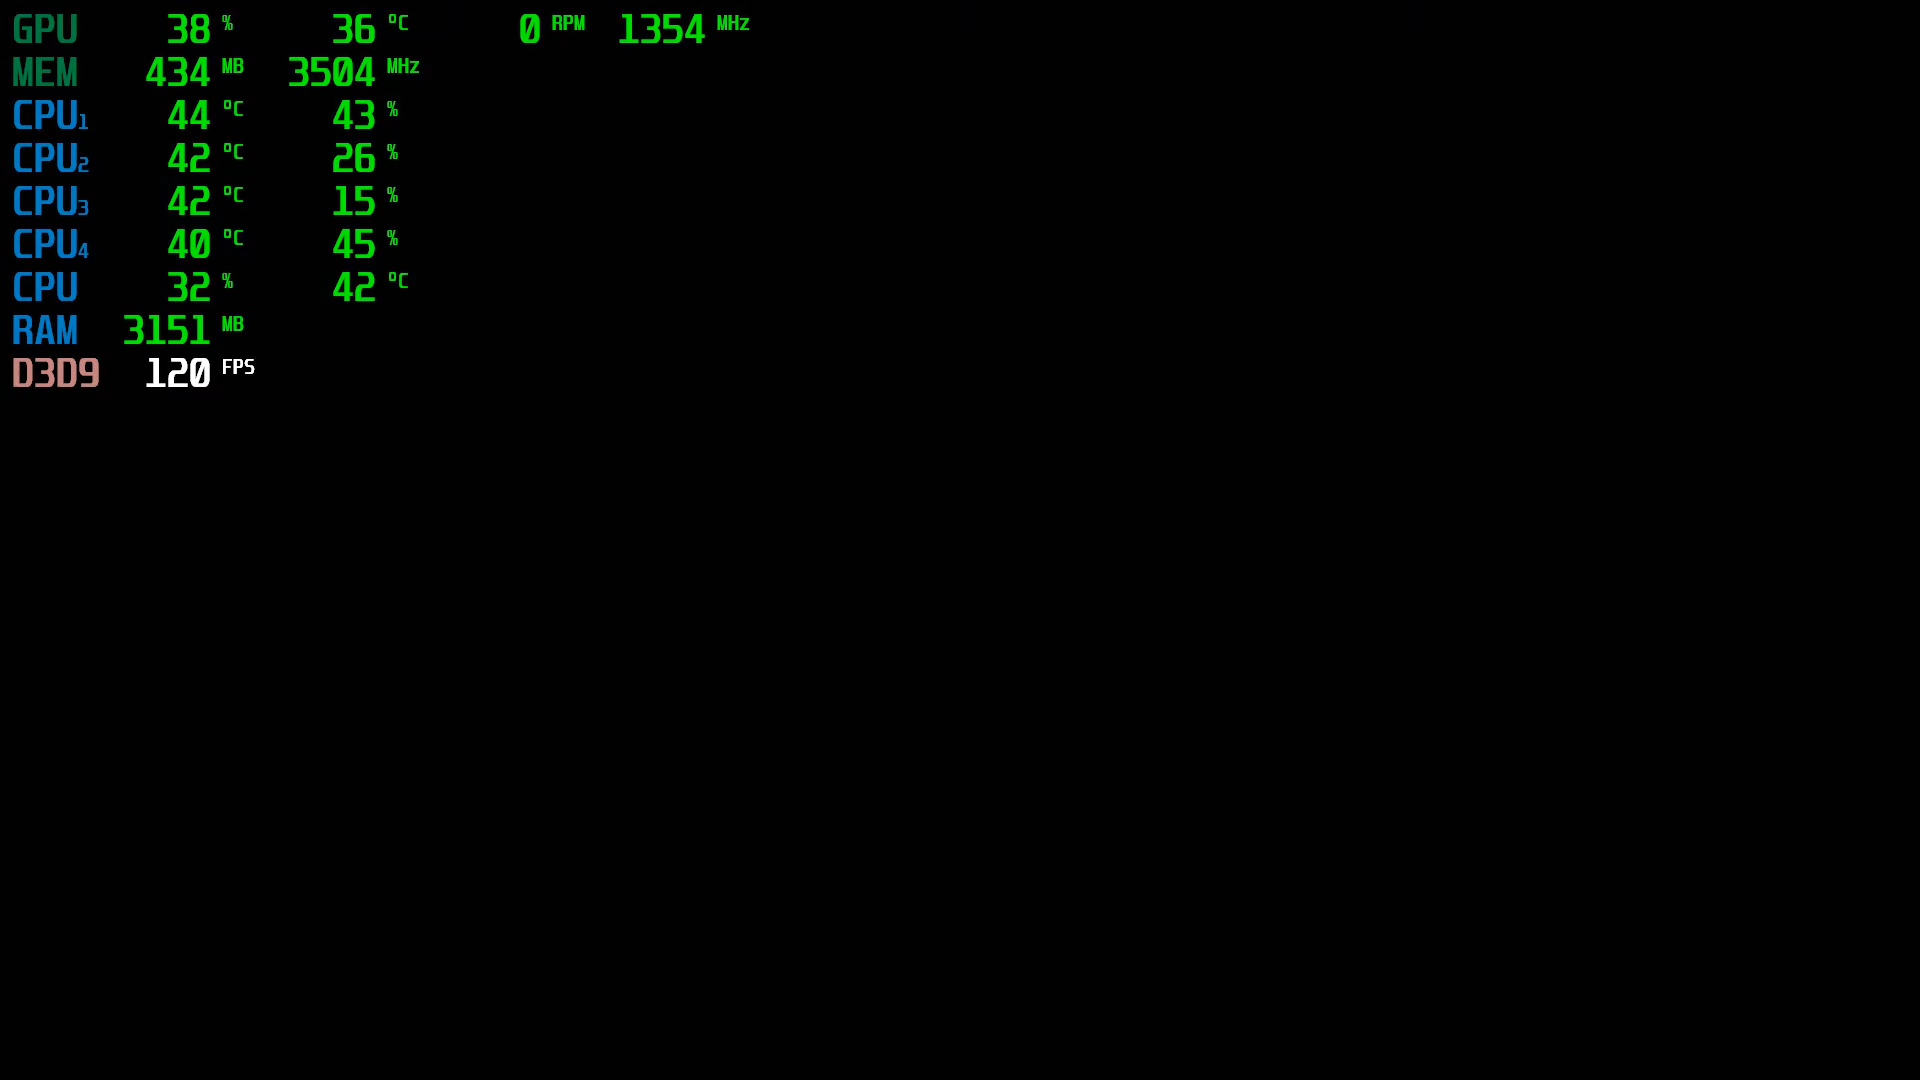 GPU 38 % 36 °C 0 RPM 1354 MHz
MEM 434 MB 3504 MHz
CPU1 44 °C 43 %
CPU2 42 °C 26 %
CPU3 42 °C 15 %
CPU4 40 °C 45 %
CPU 32 % 42 °C
RAM 3151 MB
D3D9 120 FPS